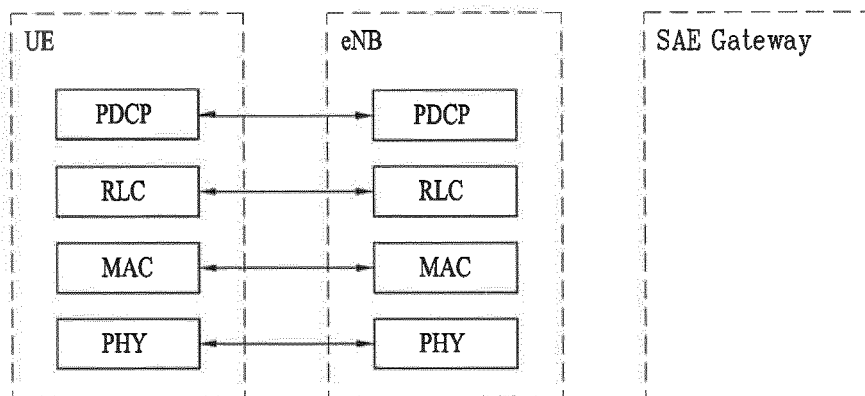 UE eNB SAE Gateway
PDCP PDCP
RLC RLC
MAC MAC
PHY PHY